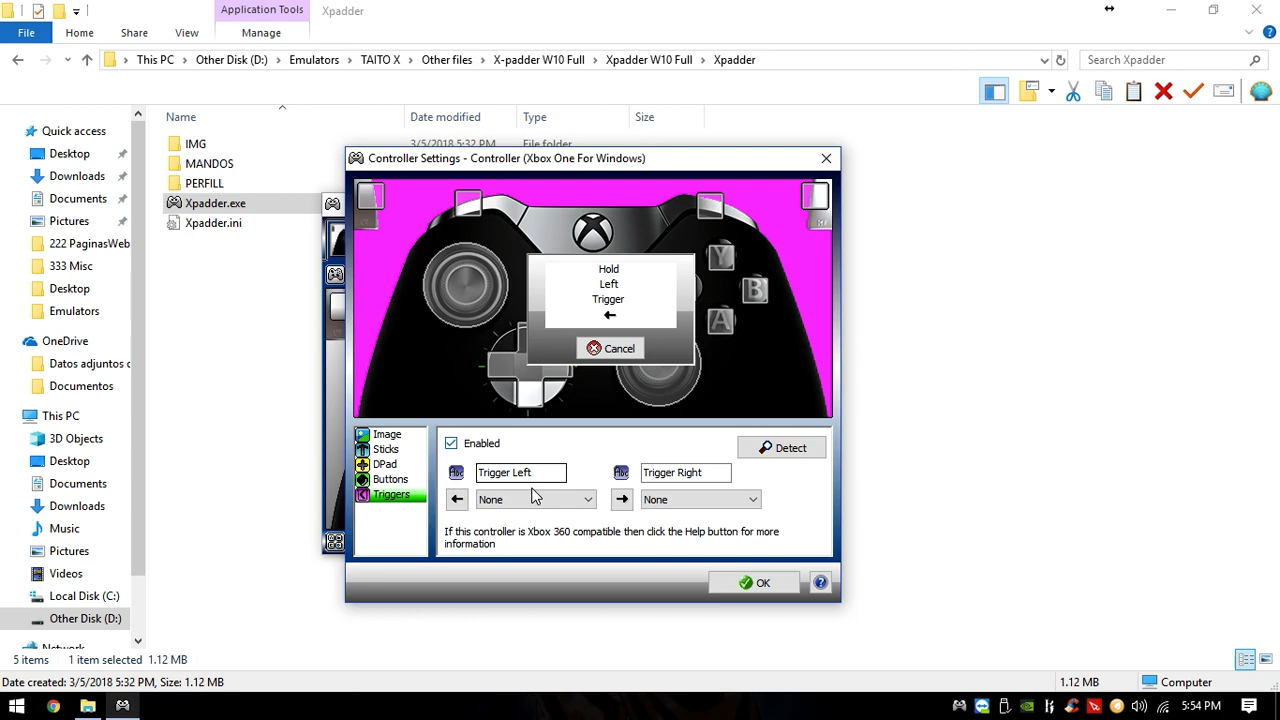 Application Tools
Xpadder
File
Home
Share
View
Manage
This PC
Other Disk (D:)
Emulators
TAITO X
Other files
X-padder W10 Full
Xpadder W10 Full
Xpadder
Search Xpadder
Name
Date modified
Type
Size
Quick access
Desktop
Downloads
Documents
Pictures
222 PaginasWeb
333 Misc
Desktop
Emulators
OneDrive
Datos adjuntos c
Documentos
This PC
3D Objects
Desktop
Documents
Downloads
Music
Pictures
Videos
Local Disk (C:)
Other Disk (D:)
Network
IMG
3/5/2018 5:32 PM
File folder
MANDOS
PERFILL
Xpadder.exe
Xpadder.ini
Controller Settings - Controller (Xbox One For Windows)
Y
B
A
Hold
Left
Trigger
Cancel
Image
Sticks
DPad
Buttons
Triggers
Enabled
Detect
Abc
Trigger Left
Abc
Trigger Right
None
None
If this controller is Xbox 360 compatible then click the Help button for more
information
OK
5 items
1 item selected 1.12 MB
Date created: 3/5/2018 5:32 PM, Size: 1.12 MB
1.12 MB
Computer
5:54 PM